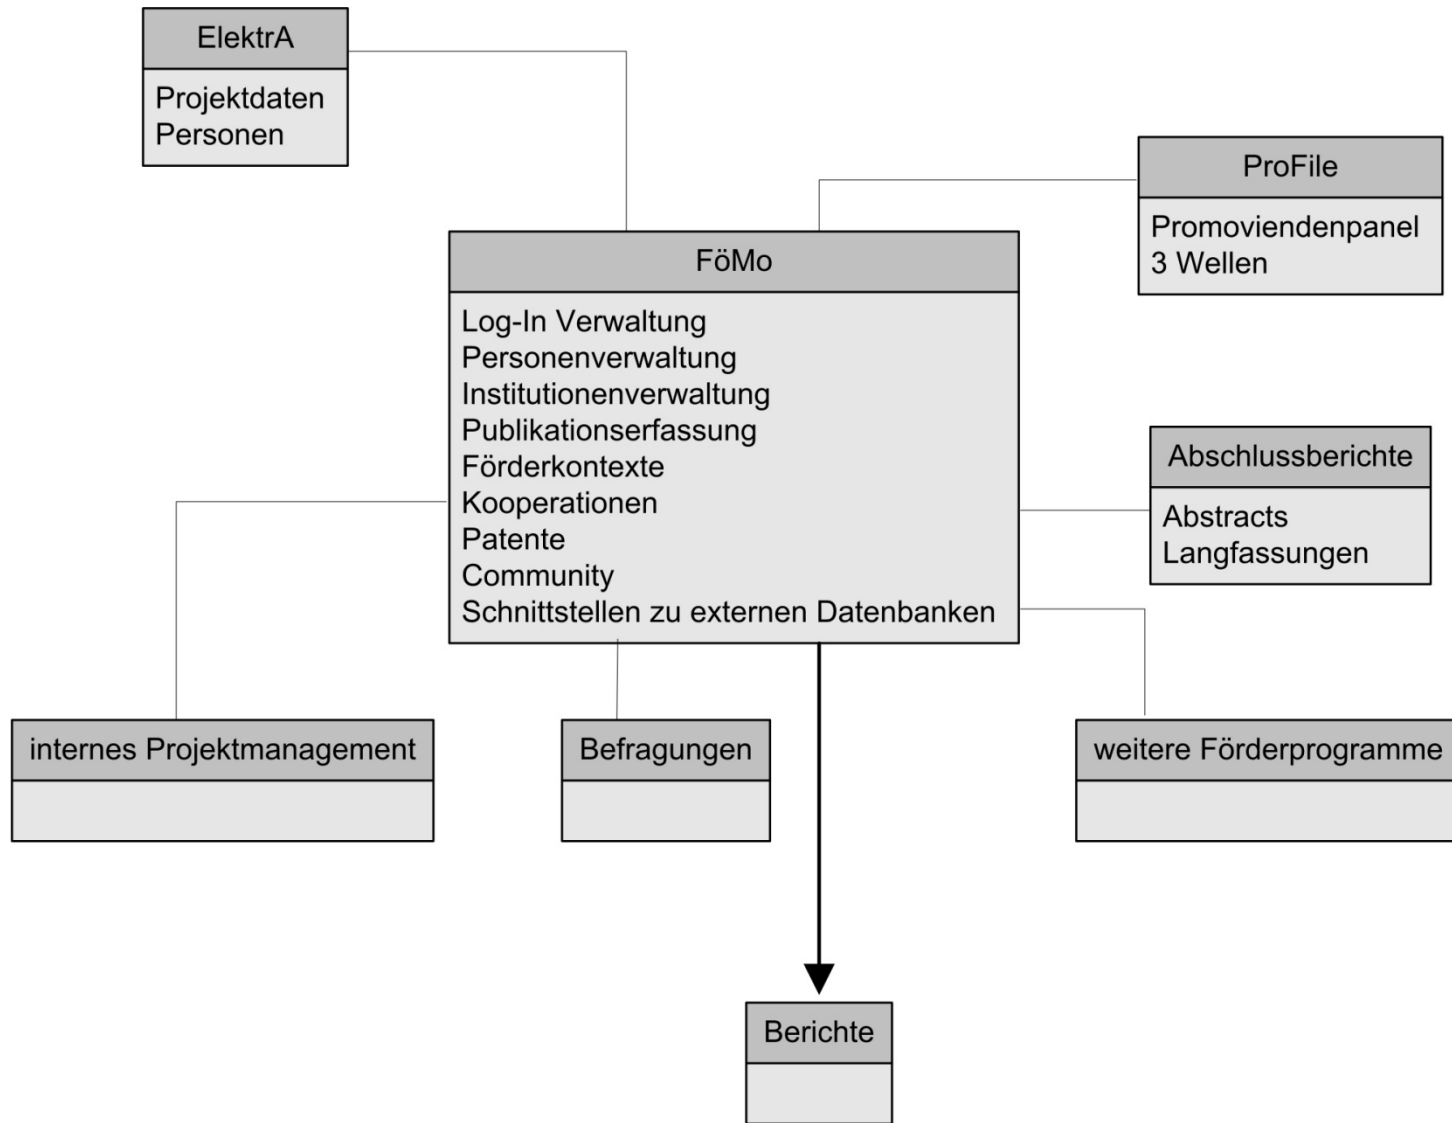 ElektrA
Projektdaten
Personen
ProFile
Promoviendenpanel
3 Wellen
FöMo
Log-In Verwaltung
Personenverwaltung
Institutionenverwaltung
Publikationserfassung
Förderkontexte
Kooperationen
Patente
Community
Schnittstellen zu externen Datenbanken
Abschlussberichte
Abstracts
Langfassungen
internes Projektmanagement
Befragungen
weitere Förderprogramme
Berichte